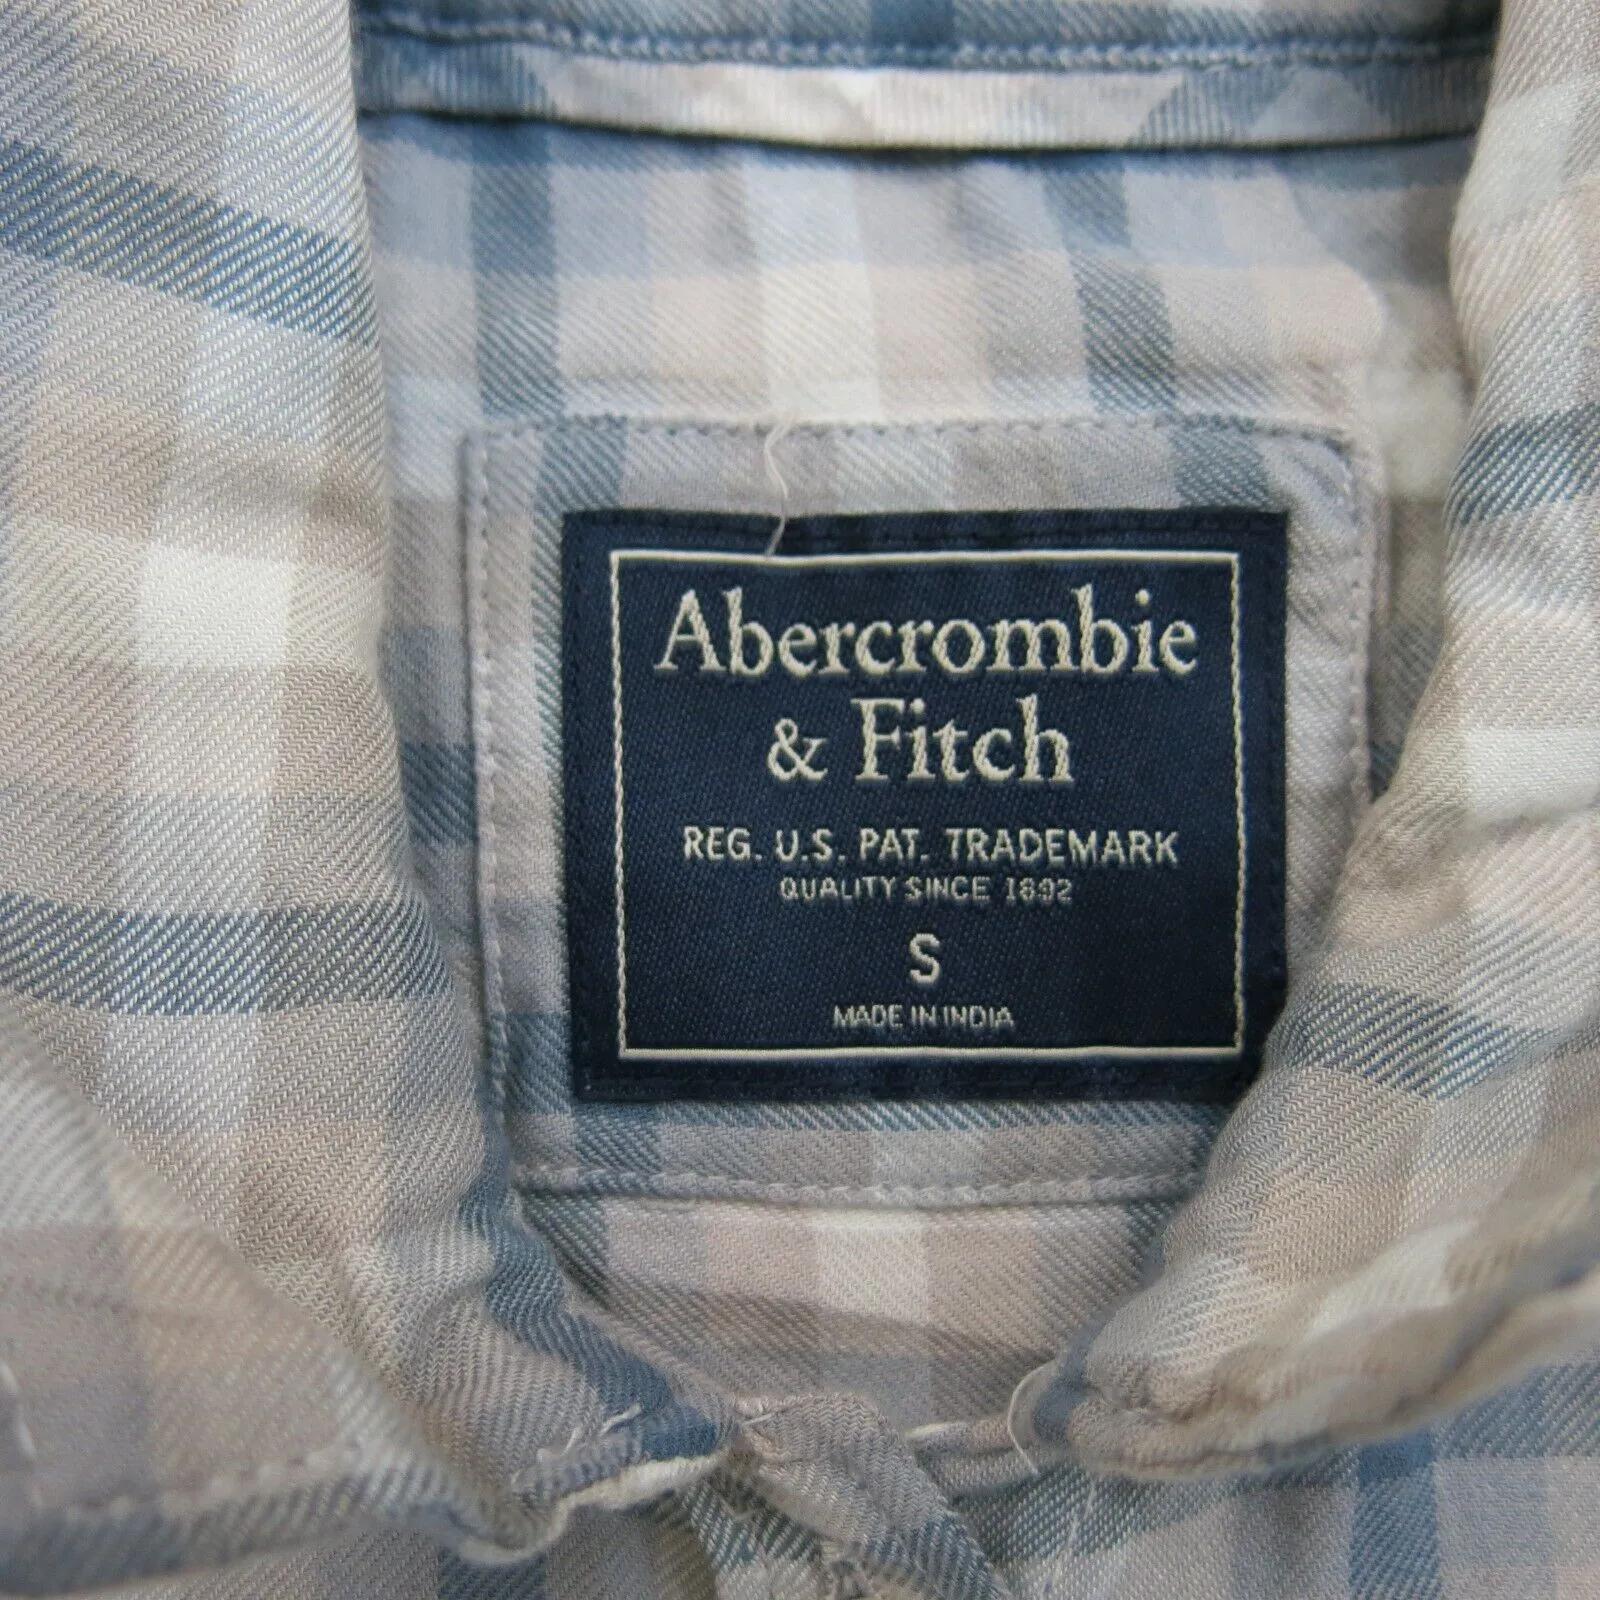 Abercrombie
& Fitch
REG. U.S. PAT. TRADEMARK
QUALITY SINCE 1892
S
MADE IN INDIA